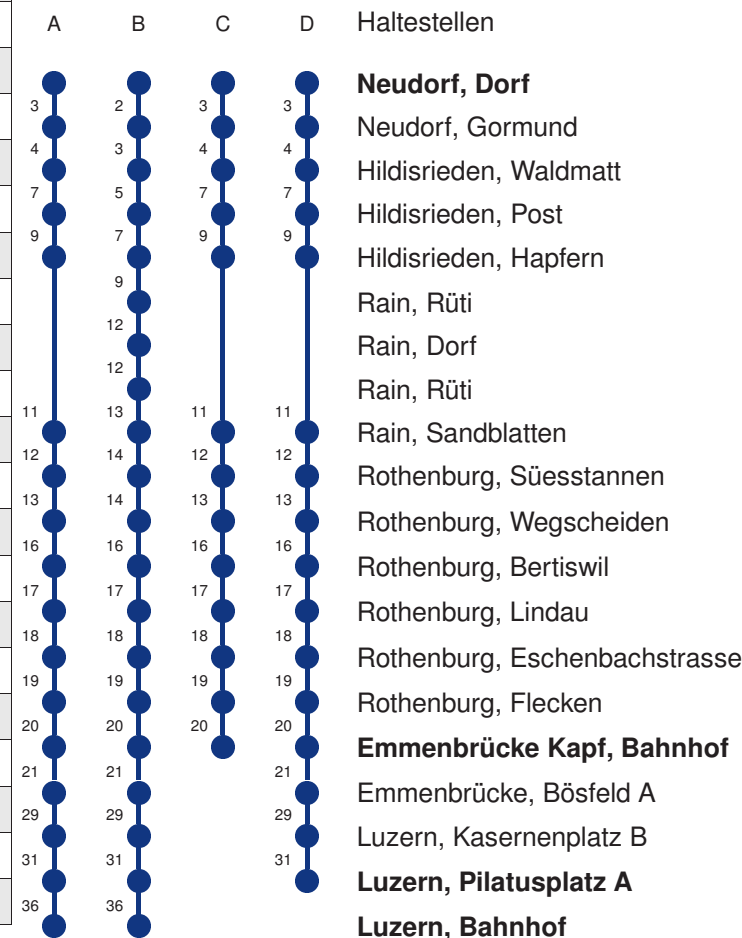 A B C D Haltestellen
Neudorf, Dorf
3 2 3 3 Neudorf, Gormund
4 3 4 4 Hildisrieden, Waldmatt
7 5 7 7 Hildisrieden, Post
9 7 9 9 Hildisrieden, Hapfern
9 Rain, Rüti
12 Rain, Dorf
12 Rain, Rüti
11 13 11 11 Rain, Sandblatten
12 14 12 12 Rothenburg, Süesstannen
13 14 13 13 Rothenburg, Wegscheiden
16 16 16 16 Rothenburg, Bertiswil
17 17 17 17 Rothenburg, Lindau
18 18 18 18 Rothenburg, Eschenbachstrasse
19 19 19 19 Rothenburg, Flecken
20 20 20 20 Emmenbrücke Kapf, Bahnhof
21 21 21 Emmenbrücke, Bösfeld A
29 29 29 Luzern, Kasernenplatz B
31 31 31 Luzern, Pilatusplatz A
36 36 Luzern, Bahnhof